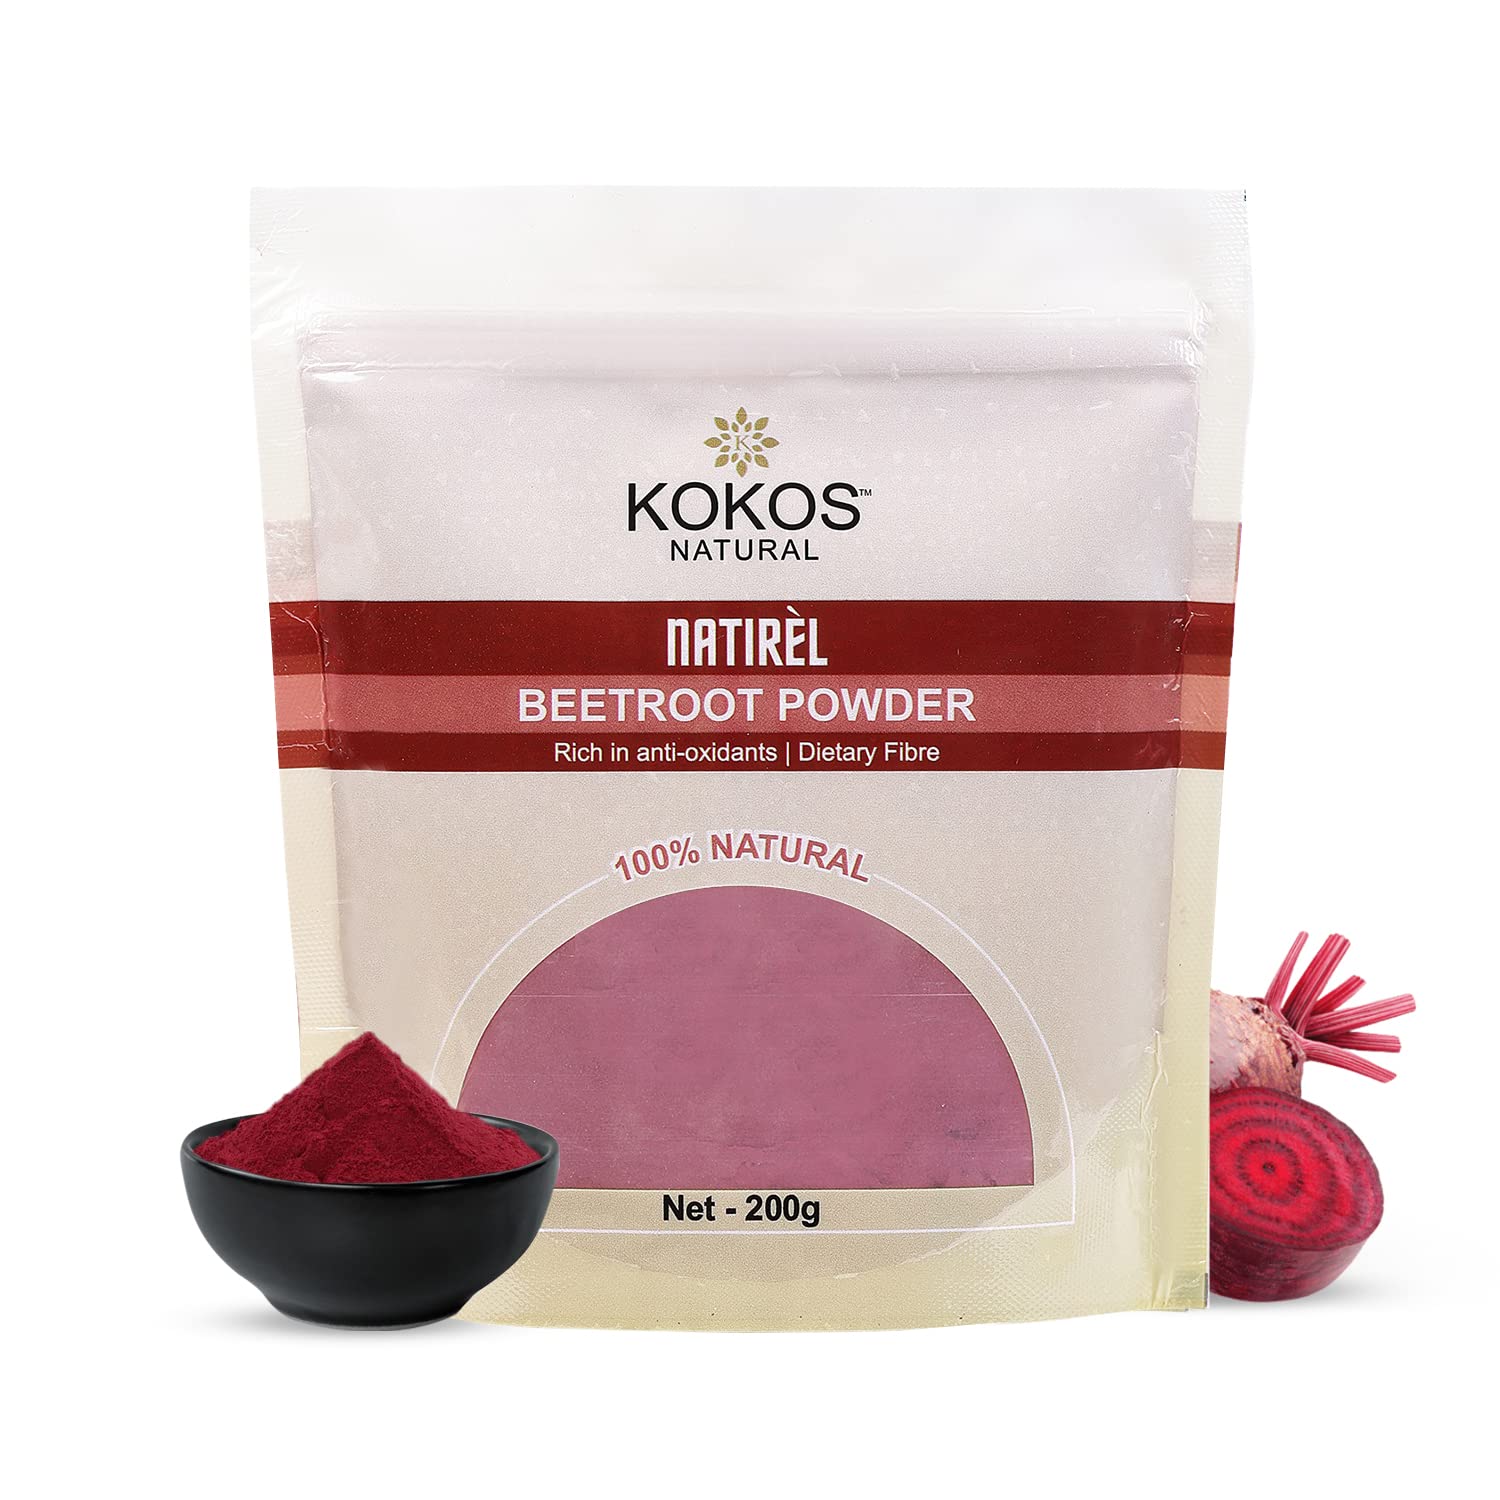 K
KOKOS™
NATURAL
NATIRÈL
BEETROOT POWDER
Rich in anti-oxidants | Dietary Fibre
100% NATURAL
Net - 200g